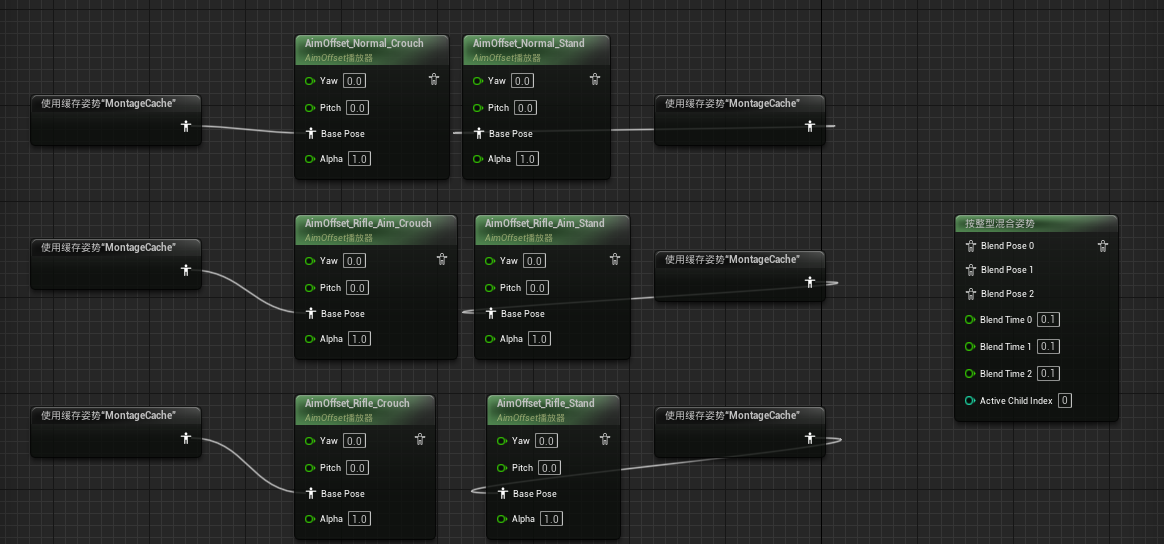 AimOffset_Normal_Crouch
AimOffset播放器
Yaw 0.0
Pitch 0.0
Base Pose
Alpha 1.0
AimOffset_Normal_Stand
AimOffset播放器
Yaw 0.0
Pitch 0.0
Base Pose
Alpha 1.0
使用缓存姿势"MontageCache"
使用缓存姿势"MontageCache"
AimOffset_Rifle_Aim_Crouch
AimOffset播放器
Yaw 0.0
Pitch 0.0
Base Pose
Alpha 1.0
AimOffset_Rifle_Aim_Stand
AimOffset播放器
Yaw 0.0
Pitch 0.0
Base Pose
Alpha 1.0
使用缓存姿势"MontageCache"
使用缓存姿势"MontageCache"
按整型混合姿势
Blend Pose 0
Blend Pose 1
Blend Pose 2
Blend Time 0 0.1
Blend Time 1 0.1
Blend Time 2 0.1
Active Child Index 0
AimOffset_Rifle_Crouch
AimOffset播放器
Yaw 0.0
Pitch 0.0
Base Pose
Alpha 1.0
AimOffset_Rifle_Stand
AimOffset播放器
Yaw 0.0
Pitch 0.0
Base Pose
Alpha 1.0
使用缓存姿势"MontageCache"
使用缓存姿势"MontageCache"